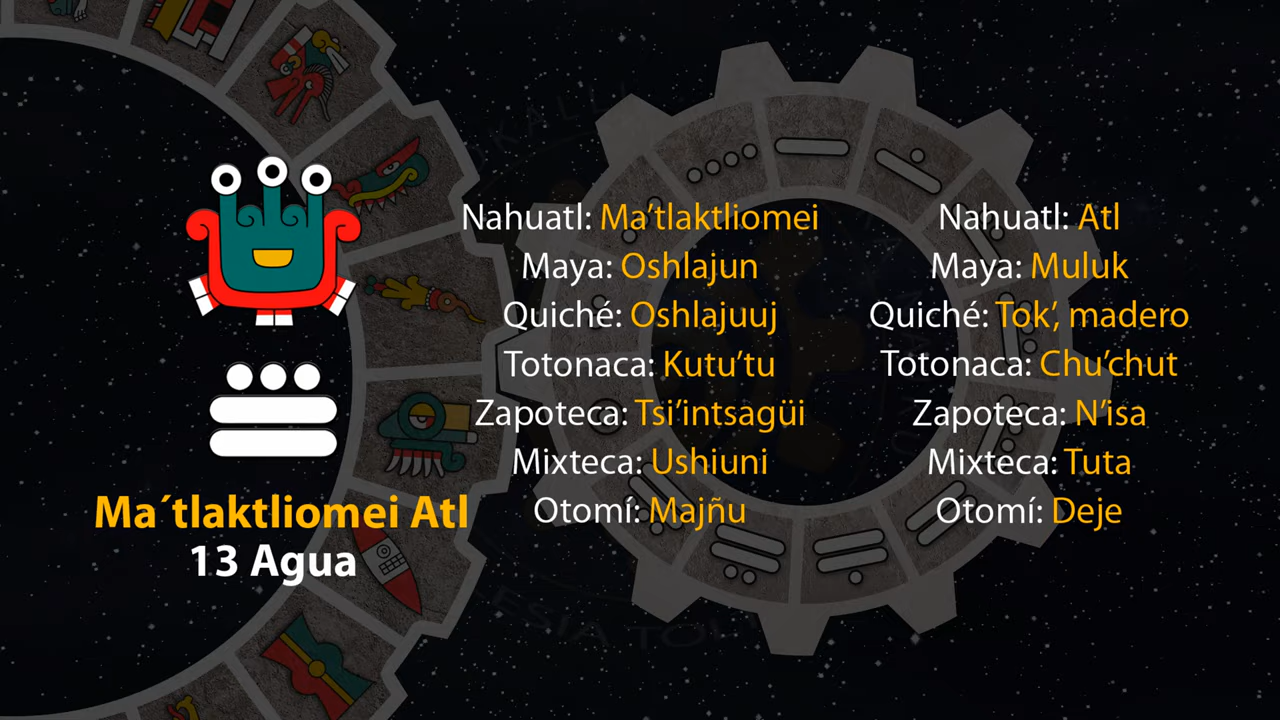 Nahuatl: Ma’tlaktliomei
Maya: Oshlajun
Quiché: Oshlajuuj
Totonaca: Kutu’tu
Zapoteca: Tsi’intsagüi
Mixteca: Ushiuni
Otomí: Majñu
Nahuatl: Atl
Maya: Muluk
Quiché: Tok’, madero
Totonaca: Chu’chut
Zapoteca: N’isa
Mixteca: Tuta
Otomí: Deje
Ma´tlaktliomei Atl
13 Agua